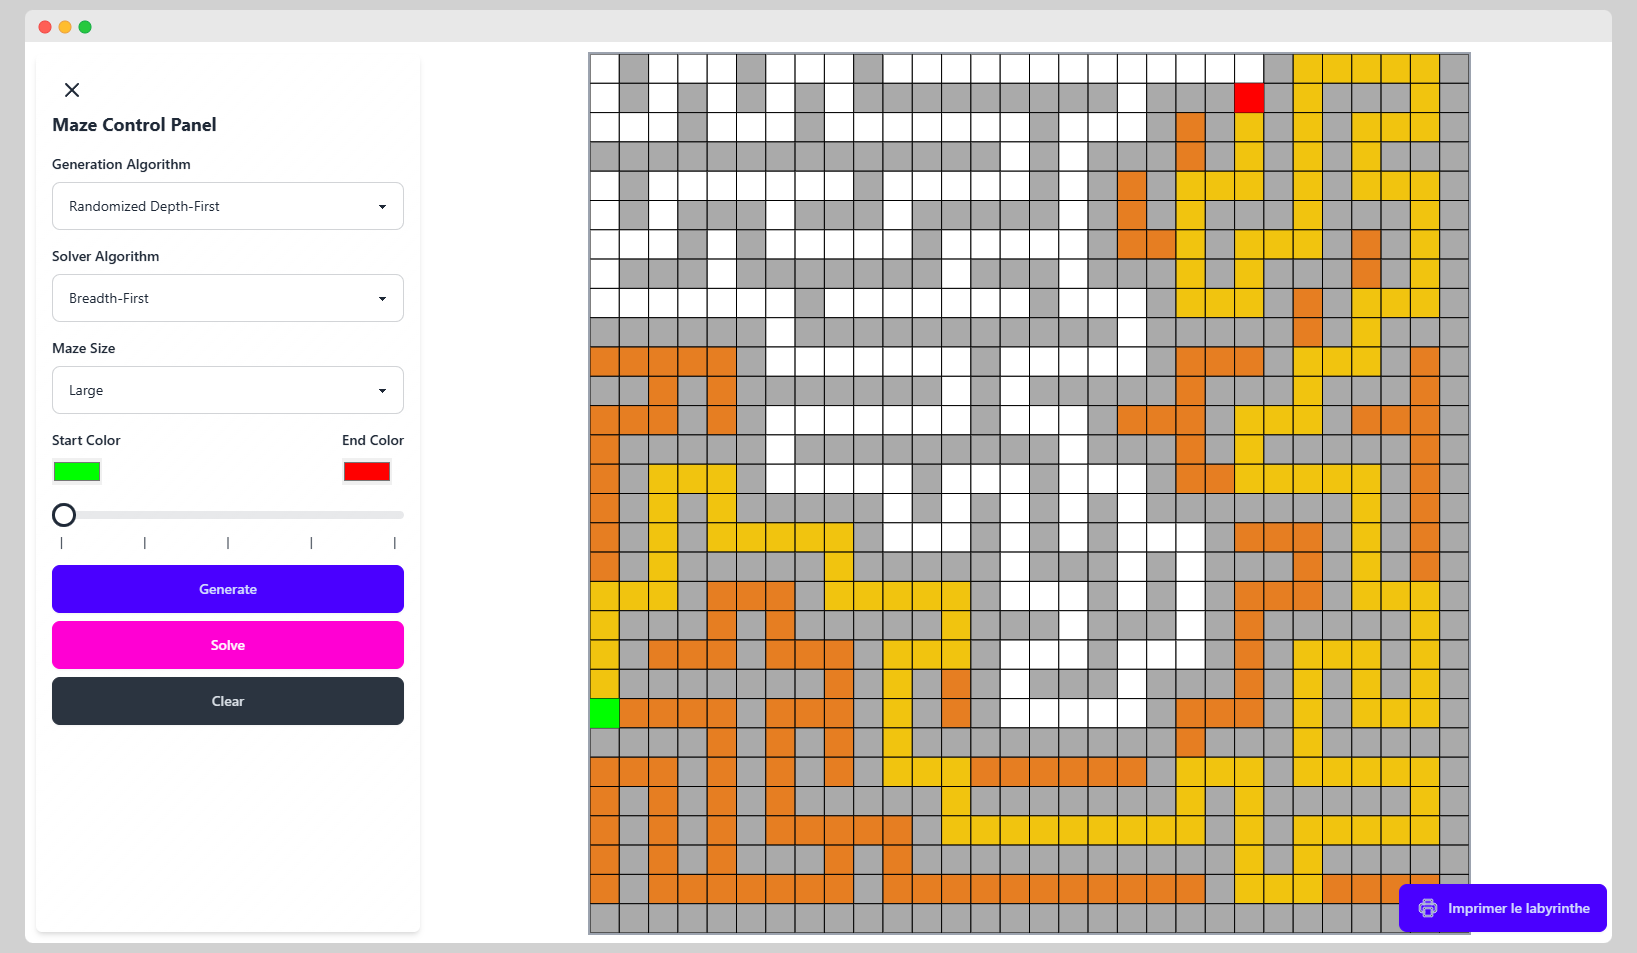 Maze Control Panel
Generation Algorithm
Randomized Depth-First
Solver Algorithm
Breadth-First
Maze Size
Large
Start Color
End Color
Generate
Solve
Clear
Imprimer le labyrinthe